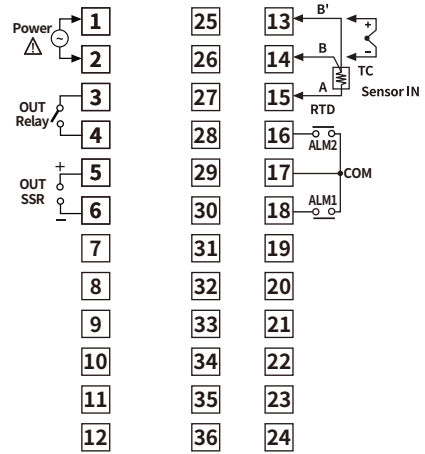 Power
1 25 13 B'
+
2 26 14 B
−
TC
3 27 15 A
Sensor IN
RTD
OUT
Relay
4 28 16
ALM2
+
5 29 17 COM
OUT
SSR
6 30 18 ALM1
−
7 31 19
8 32 20
9 33 21
10 34 22
11 35 23
12 36 24